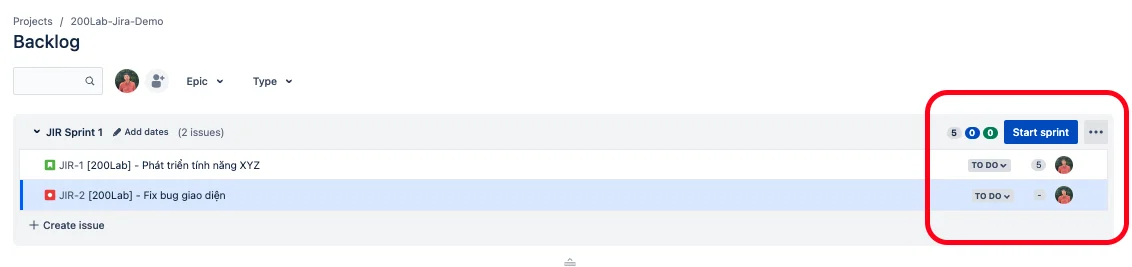 Projects / 200Lab-Jira-Demo
Backlog
Epic Type
JIR Sprint 1 Add dates (2 issues) 5 0 0 Start sprint
JIR-1 [200Lab] - Phát triển tính năng XYZ TO DO 5
JIR-2 [200Lab] - Fix bug giao diện TO DO -
+ Create issue